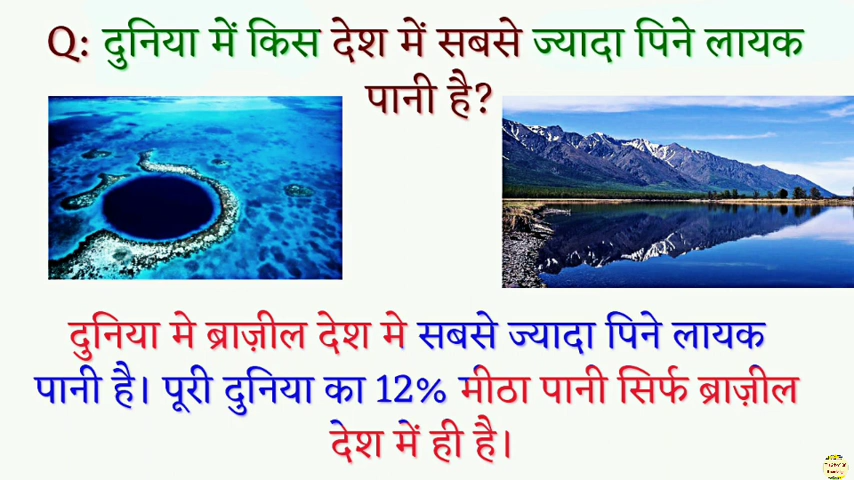 Q: दुनिया में किस देश में सबसे ज्यादा पिने लायक
पानी है?
दुनिया मे ब्राज़ील देश मे सबसे ज्यादा पिने लायक
पानी है। पूरी दुनिया का 12% मीठा पानी सिर्फ ब्राज़ील
देश में ही है।